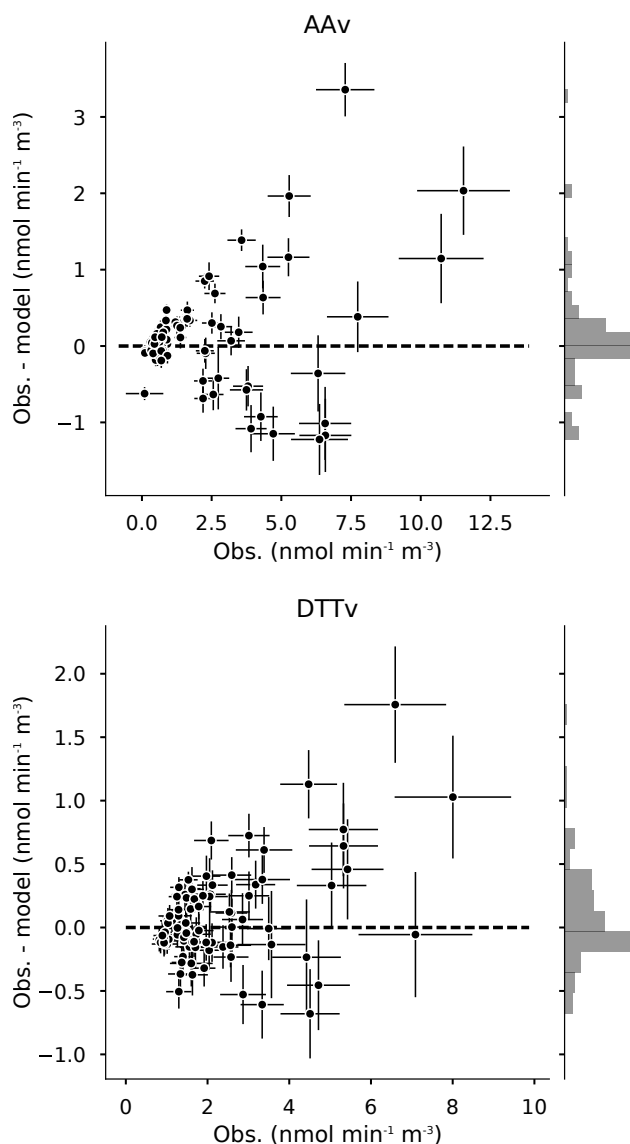 AAv
Obs. - model (nmol min⁻¹ m⁻³)
3
2
1
0
−1
0.0 2.5 5.0 7.5 10.0 12.5
Obs. (nmol min⁻¹ m⁻³)
DTTv
Obs. - model (nmol min⁻¹ m⁻³)
2.0
1.5
1.0
0.5
0.0
−0.5
−1.0
0 2 4 6 8 10
Obs. (nmol min⁻¹ m⁻³)